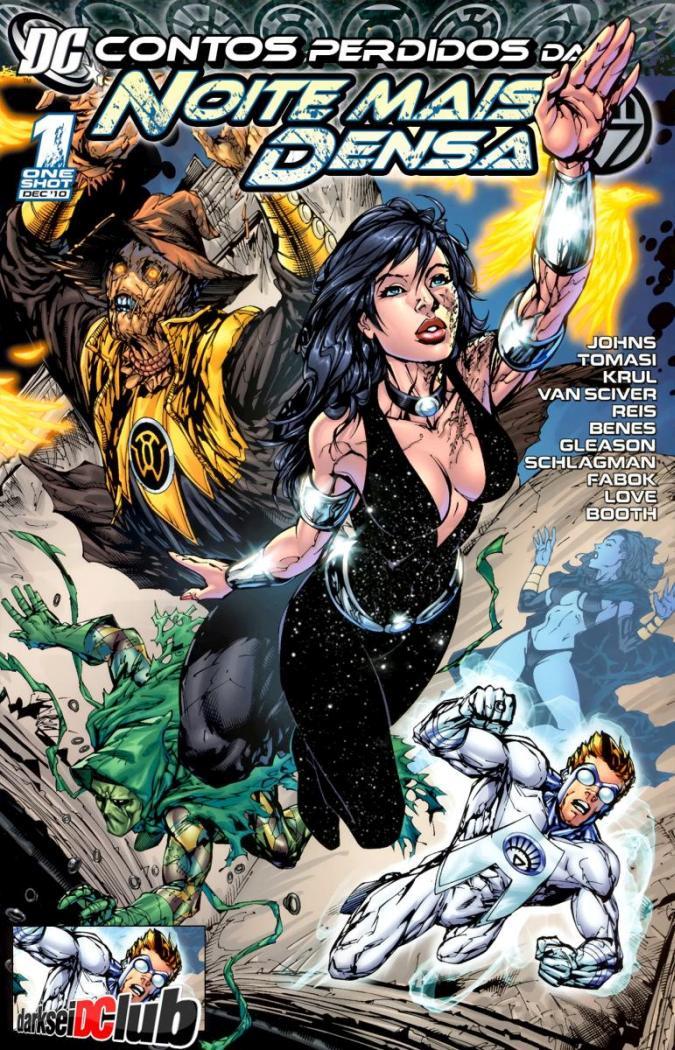 DC
CONTOS PERDIDOS DA
NOITE MAIS
DENSA
1
ONE
SHOT
DEC '10
JOHNS
TOMASI
KRUL
VAN SCIVER
REIS
BENES
GLEASON
SCHLAGMAN
FABOK
LOVE
BOOTH
darkseiDClub